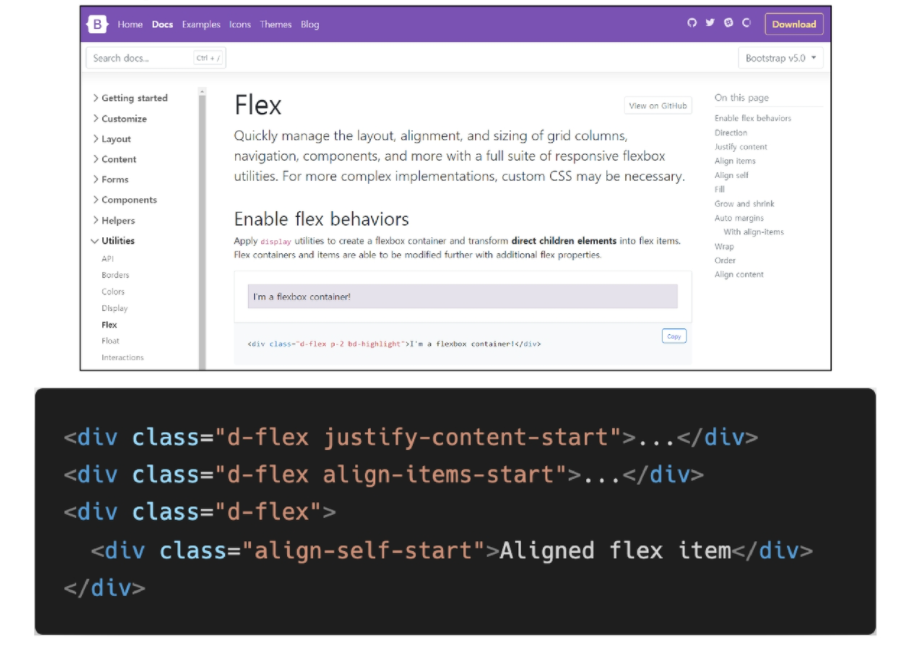 B Home Docs Examples Icons Themes Blog Download
Search docs... Ctrl + / Bootstrap v5.0
Getting started
Customize
Layout
Content
Forms
Components
Helpers
Utilities
API
Borders
Colors
Display
Flex
Float
Interactions
Flex
View on GitHub
Quickly manage the layout, alignment, and sizing of grid columns,
navigation, components, and more with a full suite of responsive flexbox
utilities. For more complex implementations, custom CSS may be necessary.
Enable flex behaviors
Apply display utilities to create a flexbox container and transform direct children elements into flex items.
Flex containers and items are able to be modified further with additional flex properties.
I'm a flexbox container!
Copy
<div class="d-flex p-2 bd-highlight">I'm a flexbox container!</div>
On this page
Enable flex behaviors
Direction
Justify content
Align items
Align self
Fill
Grow and shrink
Auto margins
With align-items
Wrap
Order
Align content
<div class="d-flex justify-content-start">...</div>
<div class="d-flex align-items-start">...</div>
<div class="d-flex">
  <div class="align-self-start">Aligned flex item</div>
</div>